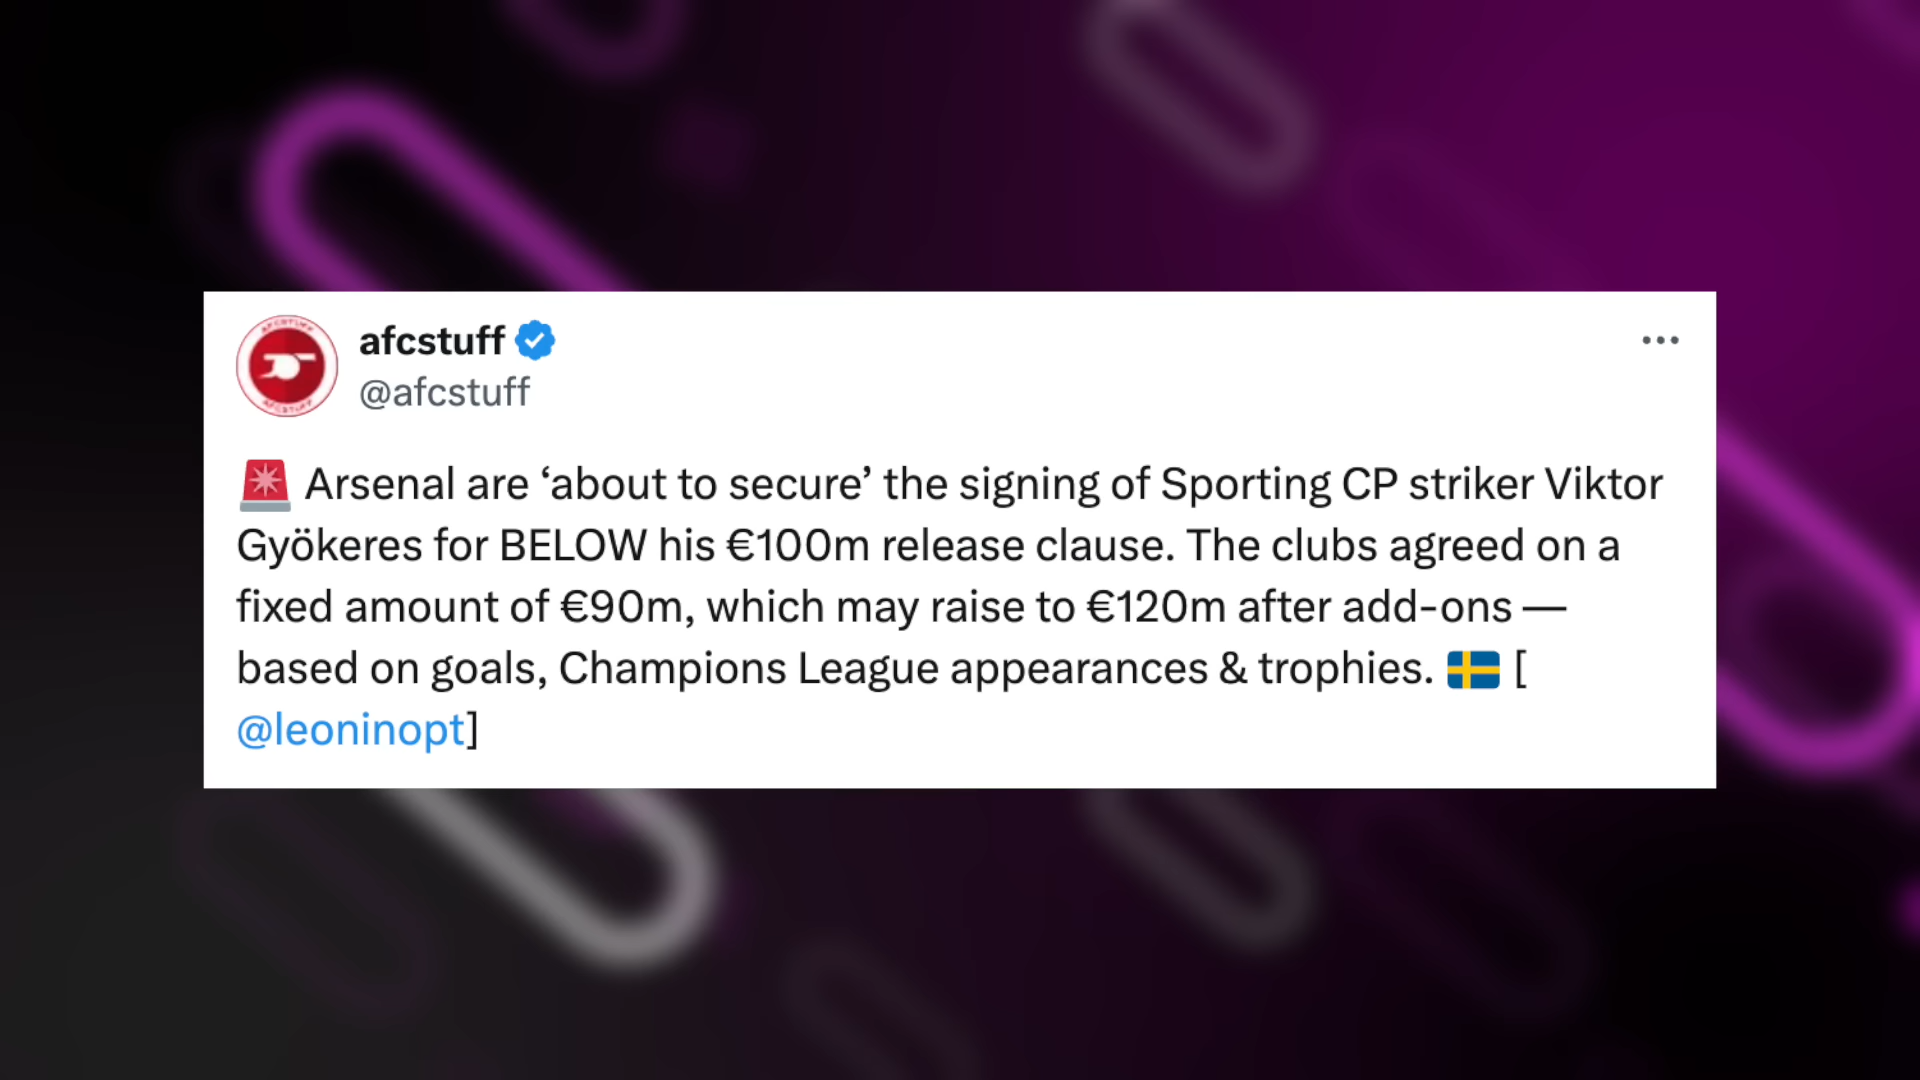 AFCSTUFF
AFCSTUFF
afcstuff
@afcstuff
🚨 Arsenal are ‘about to secure’ the signing of Sporting CP striker Viktor
Gyökeres for BELOW his €100m release clause. The clubs agreed on a
fixed amount of €90m, which may raise to €120m after add-ons —
based on goals, Champions League appearances & trophies. 🇸🇪 [
@leoninopt]